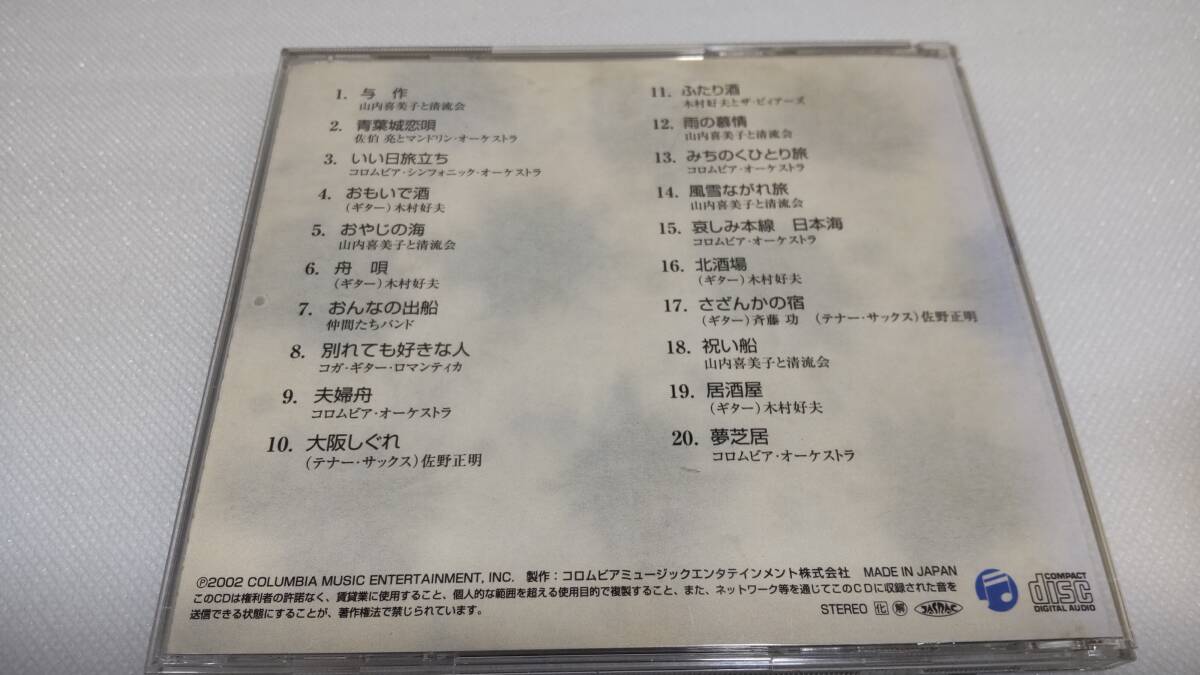 1. 与 作
山内喜美子と清流会
2. 青葉城恋唄
佐伯 亮とマンドリン・オーケストラ
3. いい日旅立ち
コロムビア・シンフォニック・オーケストラ
4. おもいで酒
(ギター)木村好夫
5. おやじの海
山内喜美子と清流会
6. 舟 唄
(ギター)木村好夫
7. おんなの出船
仲間たちバンド
8. 別れても好きな人
コガ・ギター・ロマンティカ
9. 夫婦舟
コロムビア・オーケストラ
10. 大阪しぐれ
(テナー・サックス)佐野正明
11. ふたり酒
木村好夫とザ・ビィアーズ
12. 雨の慕情
山内喜美子と清流会
13. みちのくひとり旅
コロムビア・オーケストラ
14. 風雪ながれ旅
山内喜美子と清流会
15. 哀しみ本線 日本海
コロムビア・オーケストラ
16. 北酒場
(ギター)木村好夫
17. さざんかの宿
(ギター)斉藤 功 (テナー・サックス)佐野正明
18. 祝い船
山内喜美子と清流会
19. 居酒屋
(ギター)木村好夫
20. 夢芝居
コロムビア・オーケストラ
℗2002 COLUMBIA MUSIC ENTERTAINMENT, INC. 製作：コロムビアミュージックエンタテインメント株式会社 MADE IN JAPAN
このCDは権利者の許諾なく、賃貸業に使用すること、個人的な範囲を超える使用目的で複製すること、また、ネットワーク等を通じてこのCDに収録された音を
送信できる状態にすることが、著作権法で禁じられています。
STEREO 化 解 JASRAC
COMPACT
disc
DIGITAL AUDIO